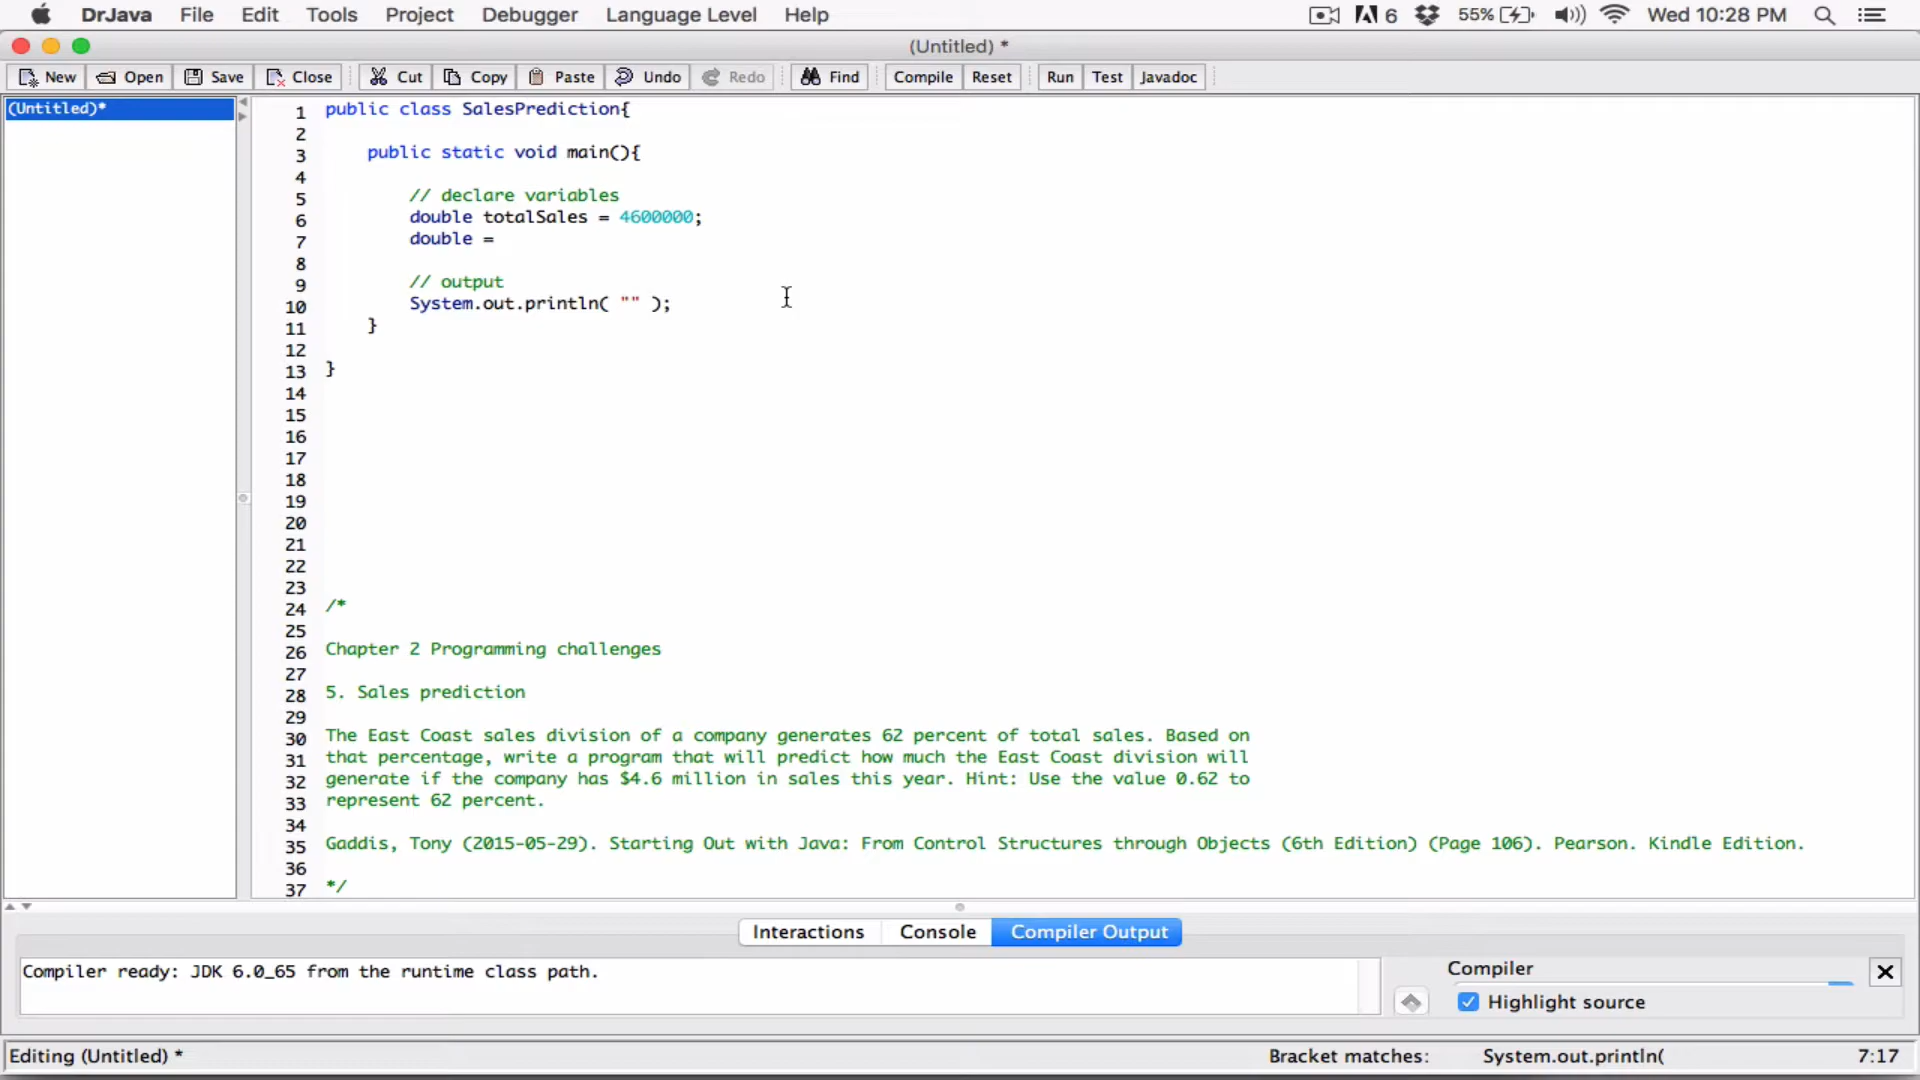 DrJava File Edit Tools Project Debugger Language Level Help 6 55% Wed 10:28 PM
(Untitled) *
New Open Save Close Cut Copy Paste Undo Redo Find Compile Reset Run Test Javadoc
(Untitled)*
1 public class SalesPrediction{
2
3 public static void main(){
4
5 // declare variables
6 double totalSales = 4600000;
7 double =
8
9 // output
10 System.out.println( "" );
11 }
12
13 }
14
15
16
17
18
19
20
21
22
23
24 /*
25
26 Chapter 2 Programming challenges
27
28 5. Sales prediction
29
30 The East Coast sales division of a company generates 62 percent of total sales. Based on
31 that percentage, write a program that will predict how much the East Coast division will
32 generate if the company has $4.6 million in sales this year. Hint: Use the value 0.62 to
33 represent 62 percent.
34
35 Gaddis, Tony (2015-05-29). Starting Out with Java: From Control Structures through Objects (6th Edition) (Page 106). Pearson. Kindle Edition.
36
37 */
Interactions Console Compiler Output
Compiler ready: JDK 6.0_65 from the runtime class path.
Compiler
Highlight source
Editing (Untitled) * Bracket matches: System.out.println( 7:17